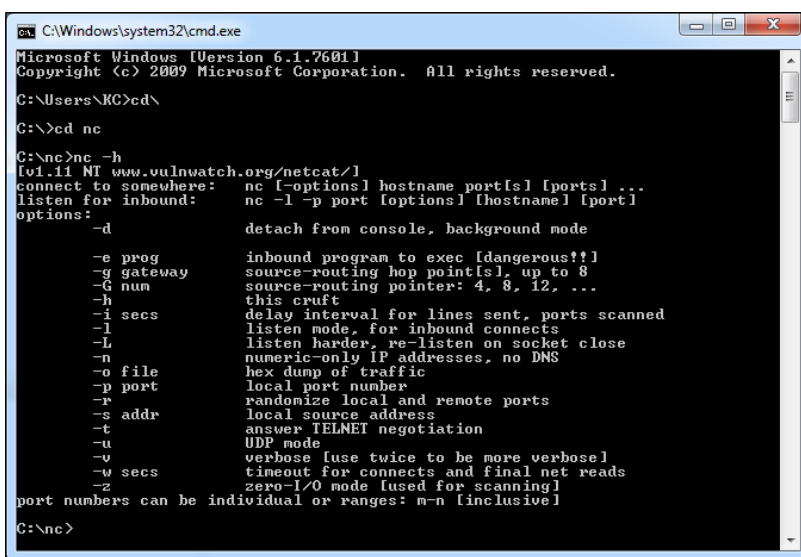 C:\Windows\system32\cmd.exe
Microsoft Windows [Version 6.1.7601]
Copyright (c) 2009 Microsoft Corporation.  All rights reserved.
C:\Users\KC>cd\
C:\>cd nc
C:\nc>nc -h
[v1.11 NT www.vulnwatch.org/netcat/]
connect to somewhere:   nc [-options] hostname port[s] [ports] ...
listen for inbound:     nc -l -p port [options] [hostname] [port]
options:
        -d              detach from console, background mode
        -e prog         inbound program to exec [dangerous!!]
        -g gateway      source-routing hop point[s], up to 8
        -G num          source-routing pointer: 4, 8, 12, ...
        -h              this cruft
        -i secs         delay interval for lines sent, ports scanned
        -l              listen mode, for inbound connects
        -L              listen harder, re-listen on socket close
        -n              numeric-only IP addresses, no DNS
        -o file         hex dump of traffic
        -p port         local port number
        -r              randomize local and remote ports
        -s addr         local source address
        -t              answer TELNET negotiation
        -u              UDP mode
        -v              verbose [use twice to be more verbose]
        -w secs         timeout for connects and final net reads
        -z              zero-I/O mode [used for scanning]
port numbers can be individual or ranges: m-n [inclusive]
C:\nc>